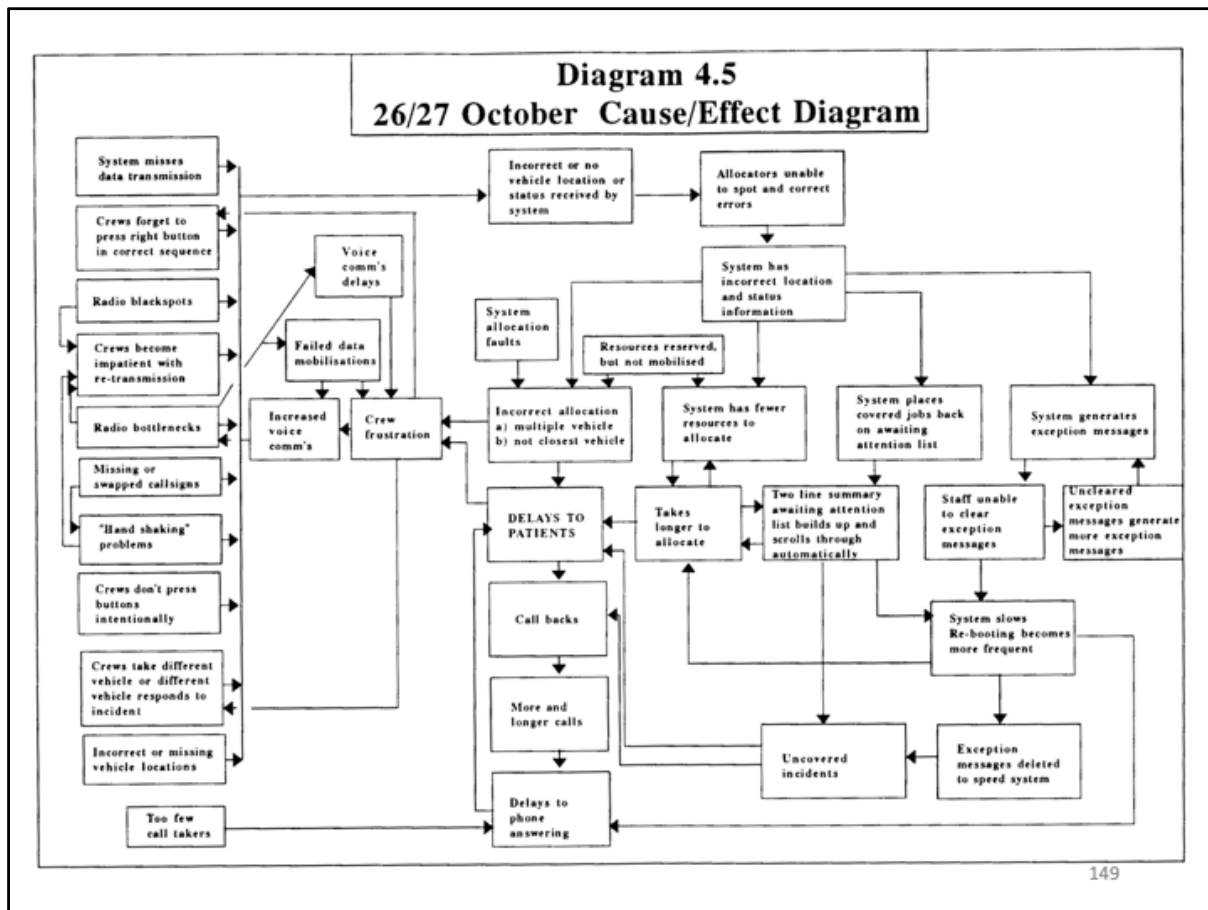 Diagram 4.5
26/27 October Cause/Effect Diagram
System misses
data transmission
Crews forget to
press right button
in correct sequence
Radio blackspots
Crews become
impatient with
re-transmission
Radio bottlenecks
Missing or
swapped callsigns
"Hand shaking"
problems
Crews don't press
buttons
intentionally
Crews take different
vehicle or different
vehicle responds to
incident
Incorrect or missing
vehicle locations
Too few
call takers
Voice
comm's
delays
Failed data
mobilisations
Increased
voice
comm's
Crew
frustration
Incorrect or no
vehicle location or
status received by
system
Allocators unable
to spot and correct
errors
System has
incorrect location
and status
information
System
allocation
faults
Resources reserved,
but not mobilised
Incorrect allocation
a) multiple vehicle
b) not closest vehicle
System has fewer
resources to
allocate
System places
covered jobs back
on awaiting
attention list
System generates
exception messages
DELAYS TO
PATIENTS
Takes
longer to
allocate
Two line summary
awaiting attention
list builds up and
scrolls through
automatically
Staff unable
to clear
exception
messages
Uncleared
exception
messages generate
more exception
messages
Call backs
System slows
Re-booting becomes
more frequent
More and
longer calls
Uncovered
incidents
Exception
messages deleted
to speed system
Delays to
phone
answering
149